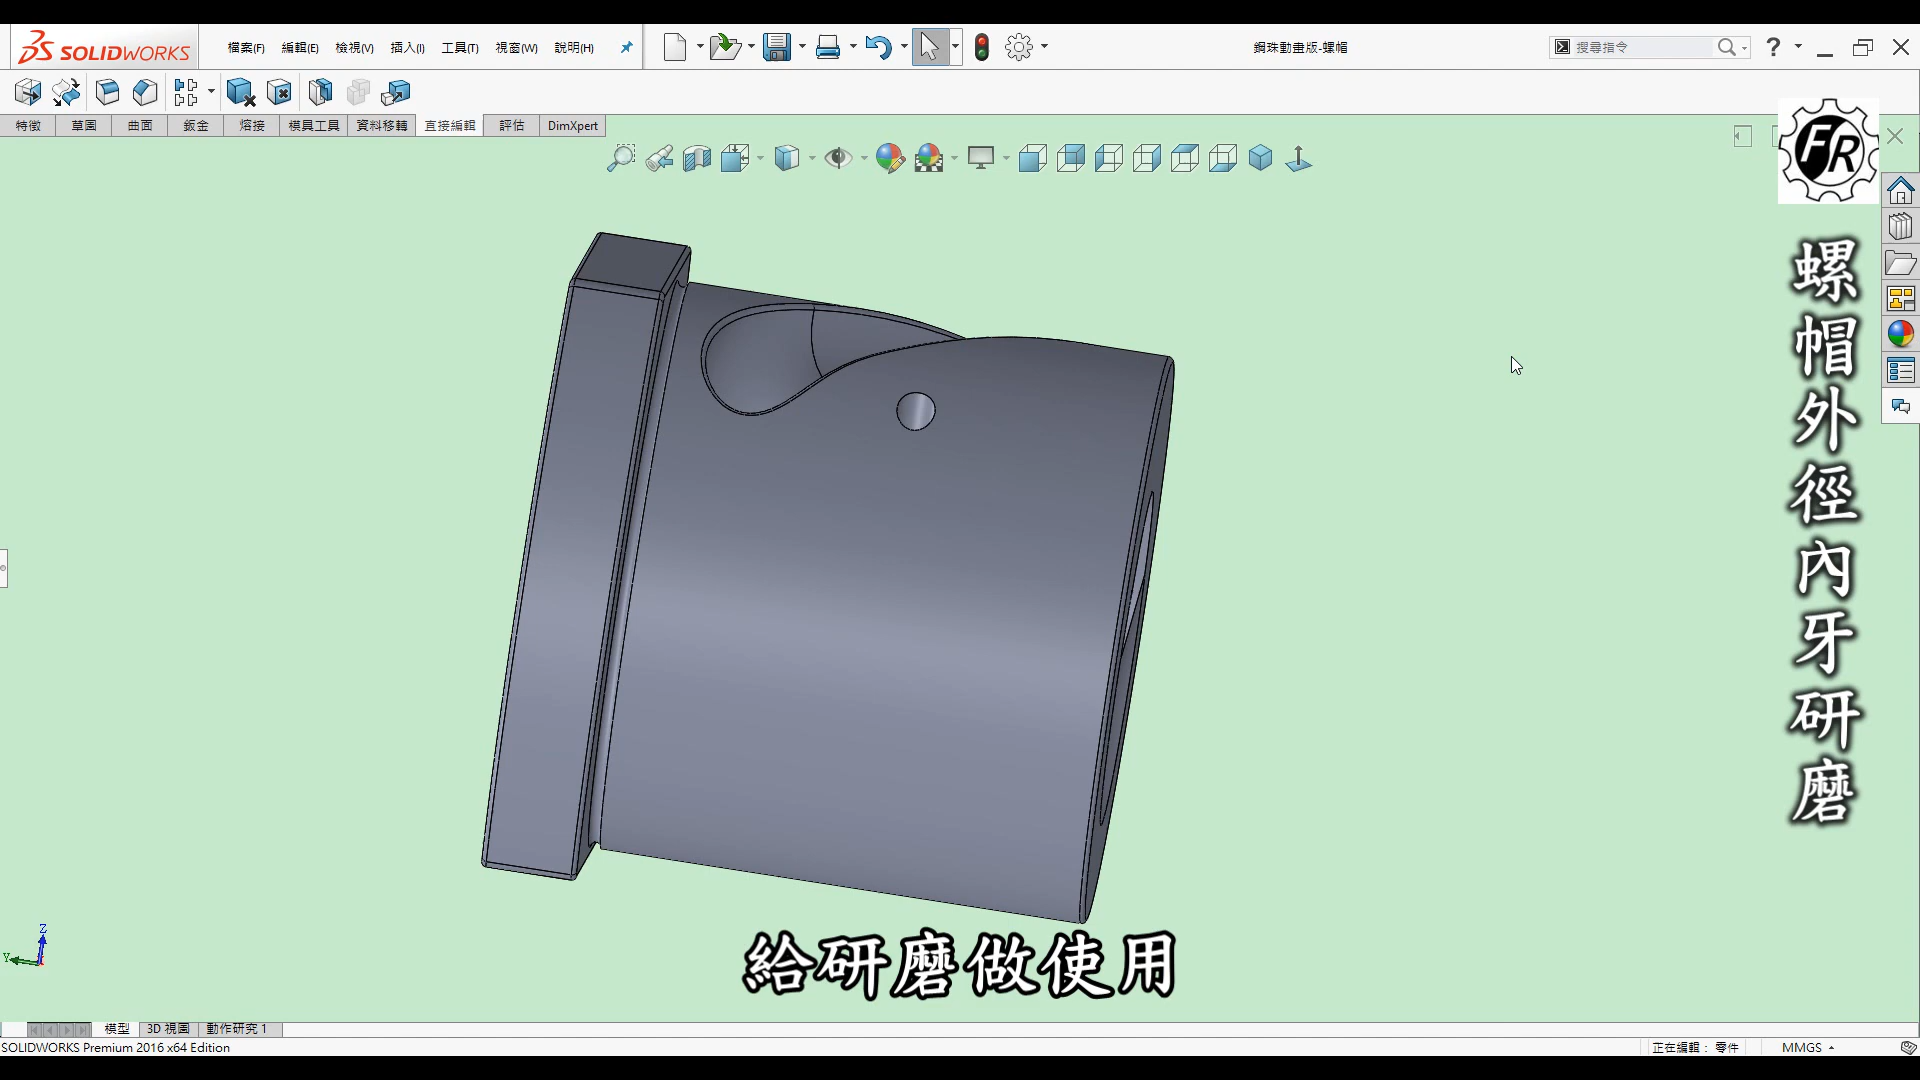 SOLIDWORKS
檔案(F) 編輯(E) 檢視(V) 插入(I) 工具(T) 視窗(W) 說明(H)
鋼珠動畫版-螺帽
搜尋指令
特徵 草圖 曲面 鈑金 熔接 模具工具 資料移轉 直接編輯 評估 DimXpert
FR
螺帽外徑內牙研磨
給研磨做使用
Z
Y
模型 3D 視圖 動作研究 1
SOLIDWORKS Premium 2016 x64 Edition
正在編輯： 零件
MMGS